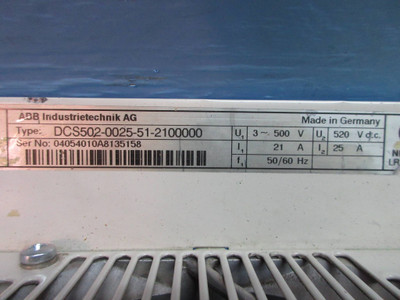 ABB Industrietechnik AG Made in Germany
Type: DCS502-0025-51-2100000 U1 3~ 500 V U2 520 V d.c.
Ser No: 04054010A8135158 I1 21 A I2 25 A
f1 50/60 Hz